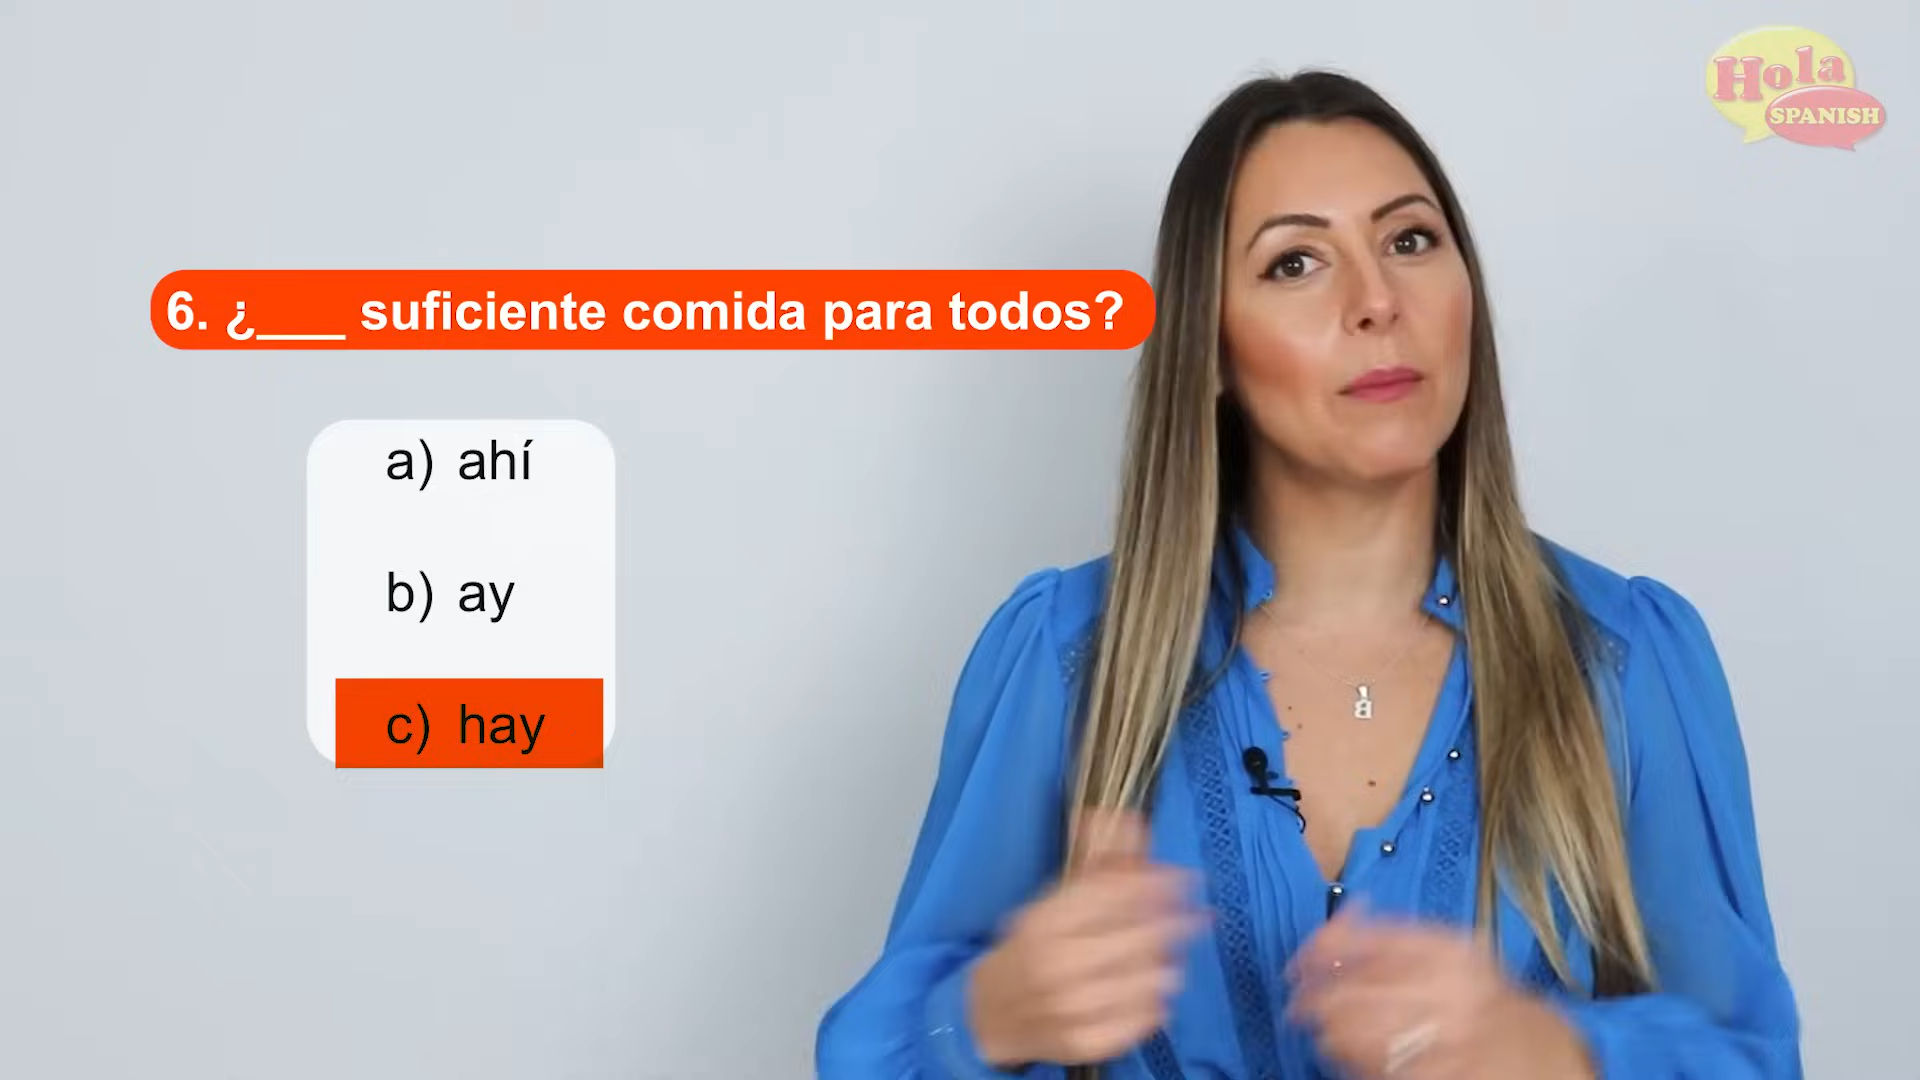 Hola
SPANISH
6. ¿___ suficiente comida para todos?
a) ahí
b) ay
c) hay
B